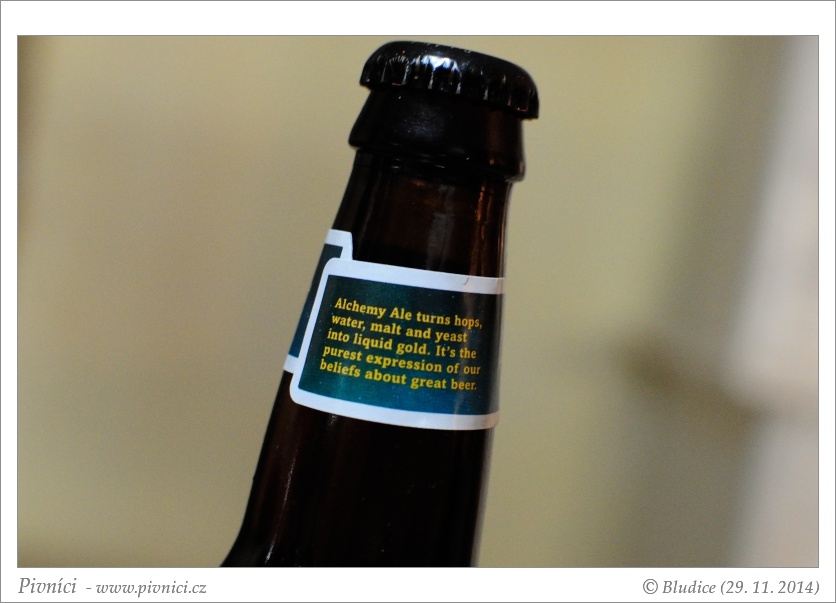 Alchemy Ale turns hops,
water, malt and yeast
into liquid gold. It's the
purest expression of our
beliefs about great beer.
Pivníci - www.pivnici.cz
© Bludice (29. 11. 2014)